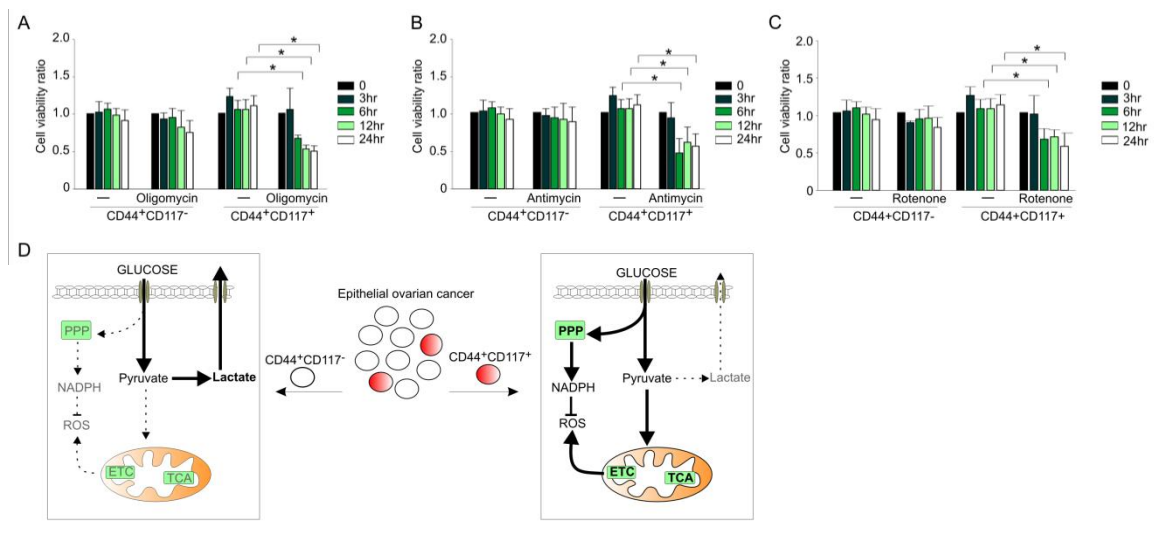 A
Cell viability ratio
2.0
1.5
1.0
0.5
0
* 
*
*
0
3hr
6hr
12hr
24hr
— Oligomycin — Oligomycin
CD44+CD117- CD44+CD117+
B
Cell viability ratio
2.0
1.5
1.0
0.5
0
*
*
*
0
3hr
6hr
12hr
24hr
— Antimycin — Antimycin
CD44+CD117- CD44+CD117+
C
Cell viability ratio
2.0
1.5
1.0
0.5
0
*
*
*
0
3hr
6hr
12hr
24hr
— Rotenone — Rotenone
CD44+CD117- CD44+CD117+
D
GLUCOSE
PPP
NADPH
ROS
Pyruvate
Lactate
ETC
TCA
Epithelial ovarian cancer
CD44+CD117-
CD44+CD117+
GLUCOSE
PPP
NADPH
ROS
Pyruvate
Lactate
ETC
TCA